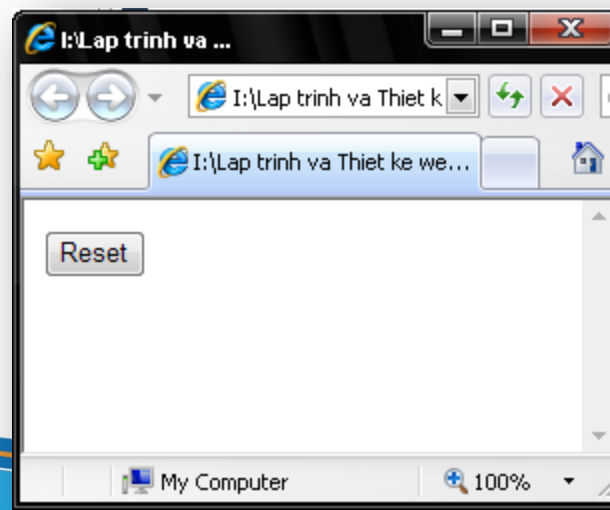 I:\Lap trinh va ...
I:\Lap trinh va Thiet k
I:\Lap trinh va Thiet ke we...
Reset
My Computer
100%